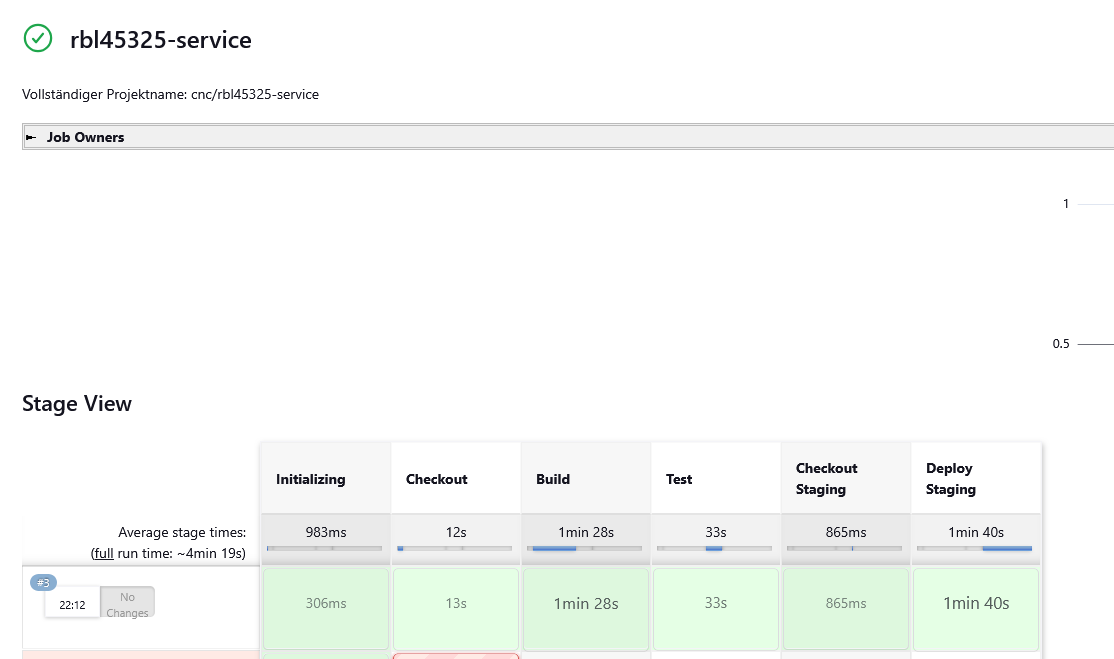 rbl45325-service
Vollständiger Projektname: cnc/rbl45325-service
Job Owners
1
0.5
Stage View
Initializing
Checkout
Build
Test
Checkout
Staging
Deploy
Staging
Average stage times:
(full run time: ~4min 19s)
983ms
12s
1min 28s
33s
865ms
1min 40s
#3
22:12
No
Changes
306ms
13s
1min 28s
33s
865ms
1min 40s